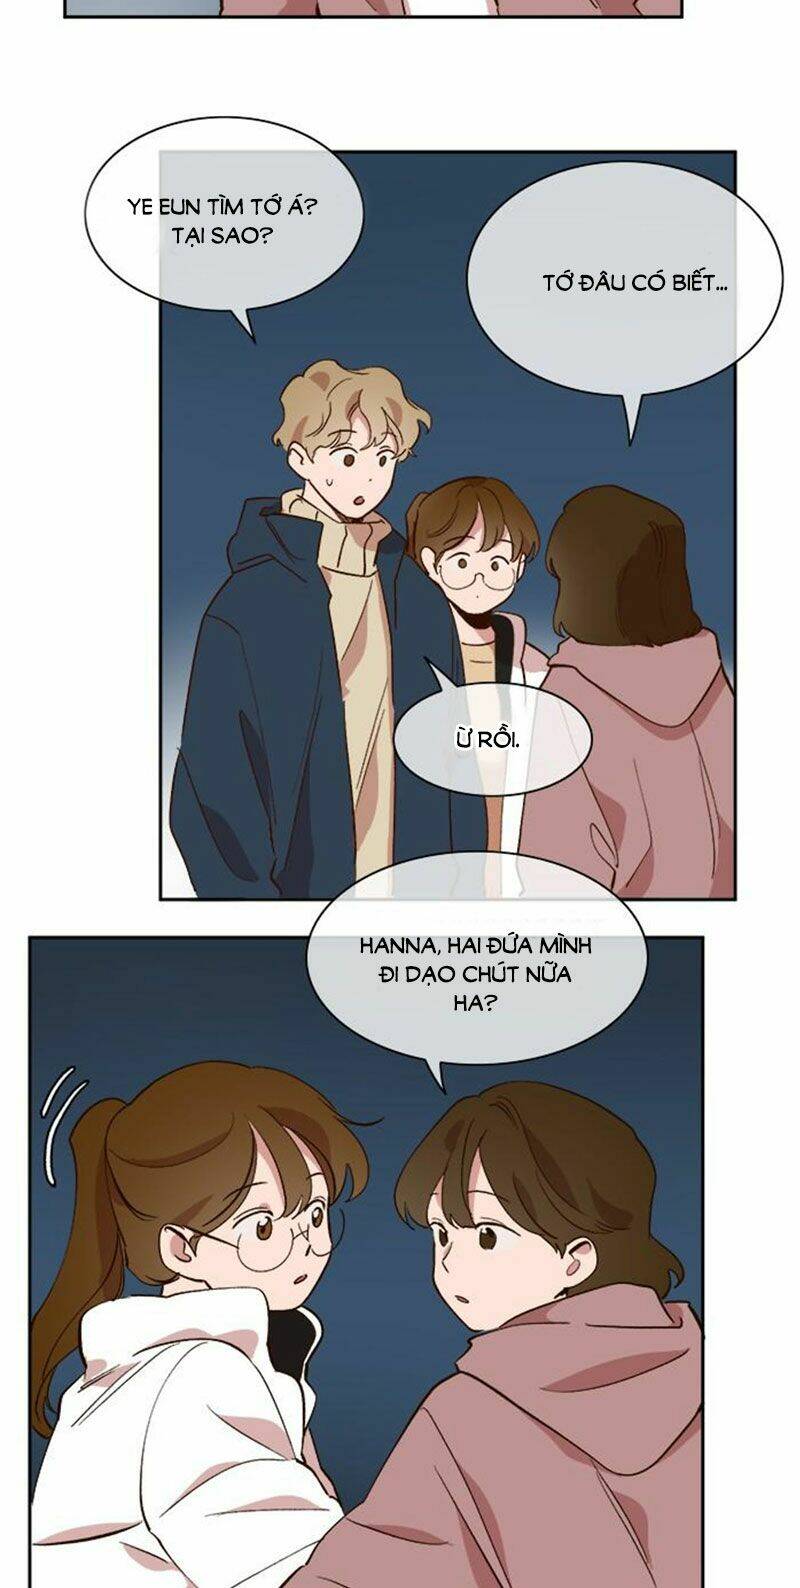 YE EUN TÌM TỚ Á?
TẠI SAO?
TỚ ĐÂU CÓ BIẾT...
Ừ RỒI.
HANNA, HAI ĐỨA MÌNH
ĐI DẠO CHÚT NỮA
HA?